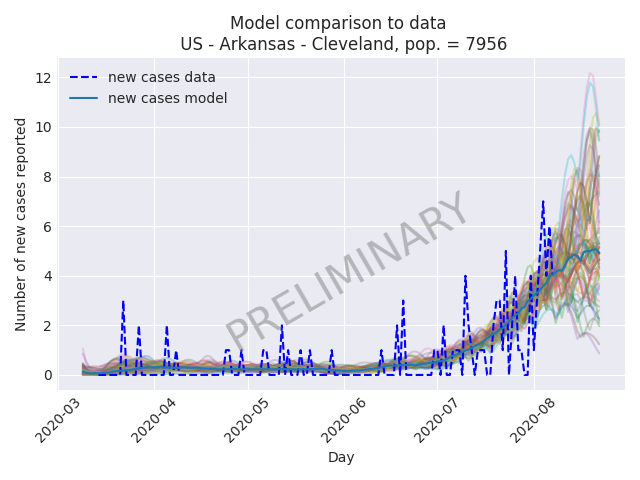 Model comparison to data
US - Arkansas - Cleveland, pop. = 7956
new cases data
new cases model
Number of new cases reported
12
10
8
6
4
2
0
PRELIMINARY
2020-03
2020-04
2020-05
2020-06
2020-07
2020-08
Day